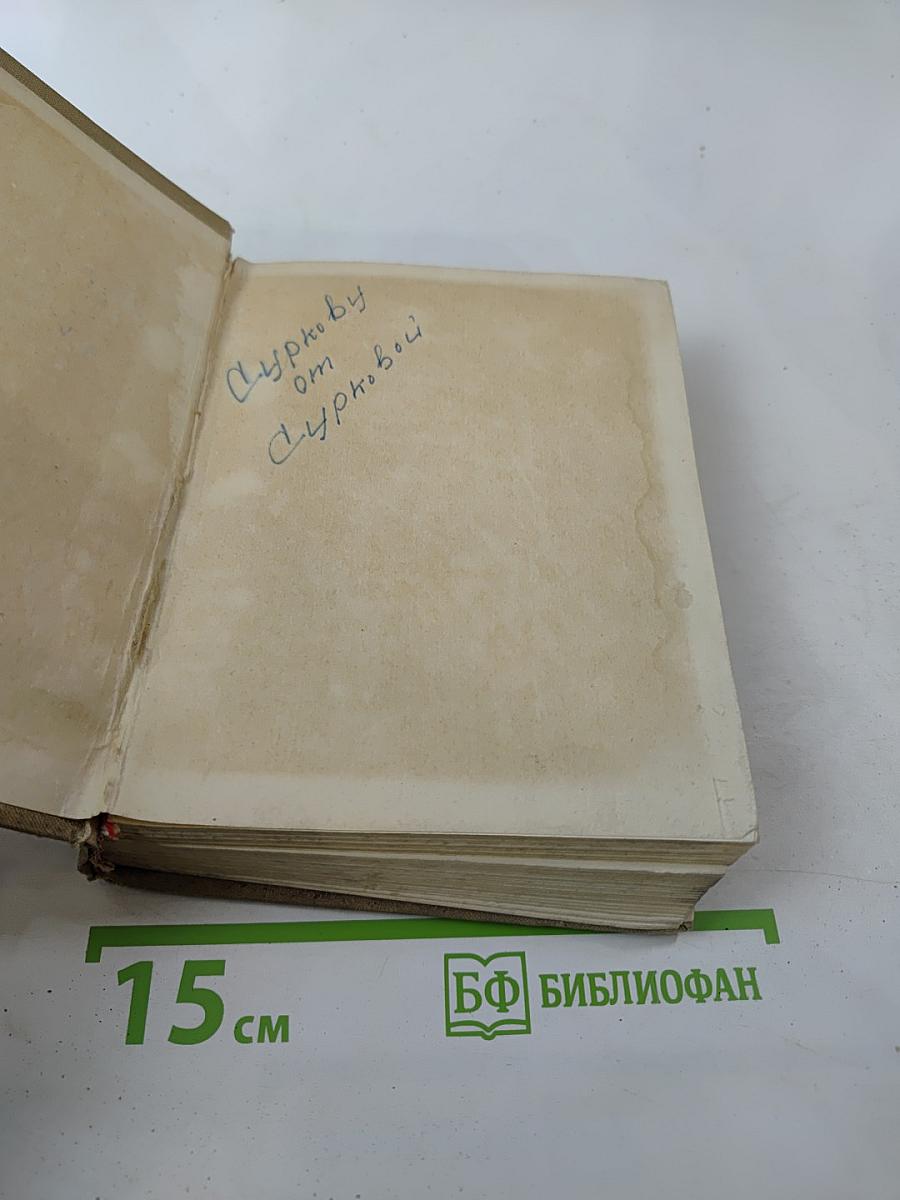 Суркову
от
Сурковой
15 см
БФ БИБЛИОФАН